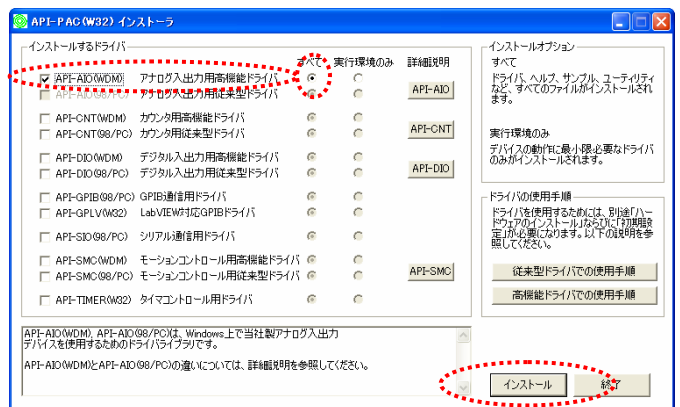 API-PAC(W32) インストーラ
インストールするドライバ
すべて 実行環境のみ 詳細説明
API-AIO(WDM) アナログ入出力用高機能ドライバ
API-AIO(98/PC) アナログ入出力用従来型ドライバ
API-AIO
API-CNT(WDM) カウンタ用高機能ドライバ
API-CNT(98/PC) カウンタ用従来型ドライバ
API-CNT
API-DIO(WDM) デジタル入出力用高機能ドライバ
API-DIO(98/PC) デジタル入出力用従来型ドライバ
API-DIO
API-GPIB(98/PC) GPIB通信用ドライバ
API-GPLV(W32) LabVIEW対応GPIBドライバ
API-SIO(98/PC) シリアル通信用ドライバ
API-SMC(WDM) モーションコントロール用高機能ドライバ
API-SMC(98/PC) モーションコントロール用従来型ドライバ
API-SMC
API-TIMER(W32) タイマコントロール用ドライバ
インストールオプション
すべて
ドライバ、ヘルプ、サンプル、ユーティリティ
など、すべてのファイルがインストールされ
ます。
実行環境のみ
デバイスの動作に最小限必要なドライバ
のみがインストールされます。
ドライバの使用手順
ドライバを使用するためには、別途「ハー
ドウェアのインストール」ならびに「初期設
定」が必要になります。以下の説明を参
照してください。
従来型ドライバでの使用手順
高機能ドライバでの使用手順
API-AIO(WDM), API-AIO(98/PC)は、Windows上で当社製アナログ入出力
デバイスを使用するためのドライバライブラリです。
API-AIO(WDM)とAPI-AIO(98/PC)の違いについては、詳細説明を参照してください。
インストール 終了